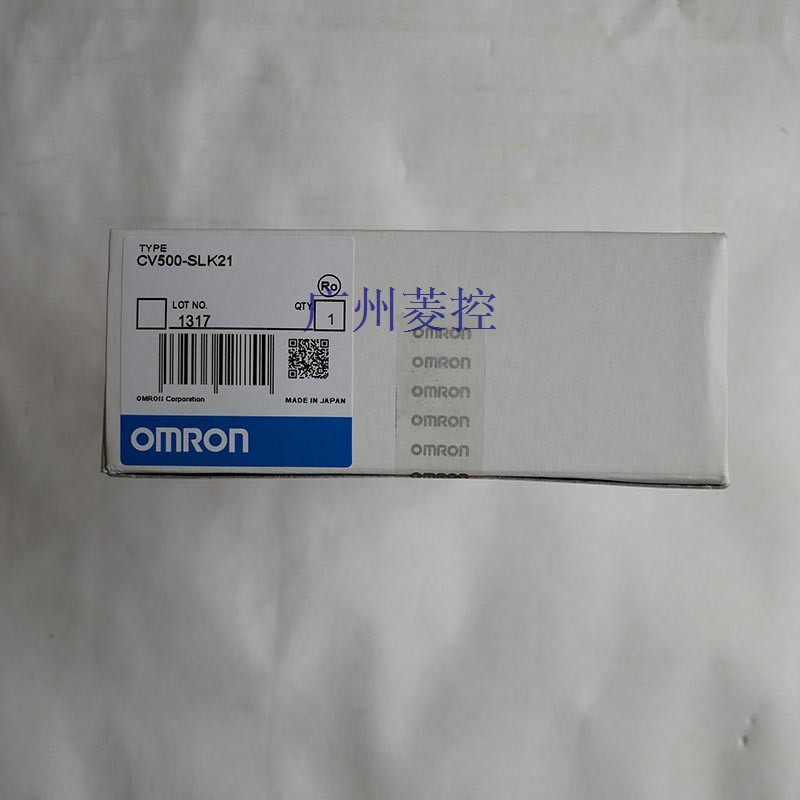 TYPE
CV500-SLK21
Ro
LOT NO.
QTY
1317
1
广州菱控
OMRON Corporation
MADE IN JAPAN
OMRON
OMRON
OMRON
OMRON
OMRON
OMRON
OMRON